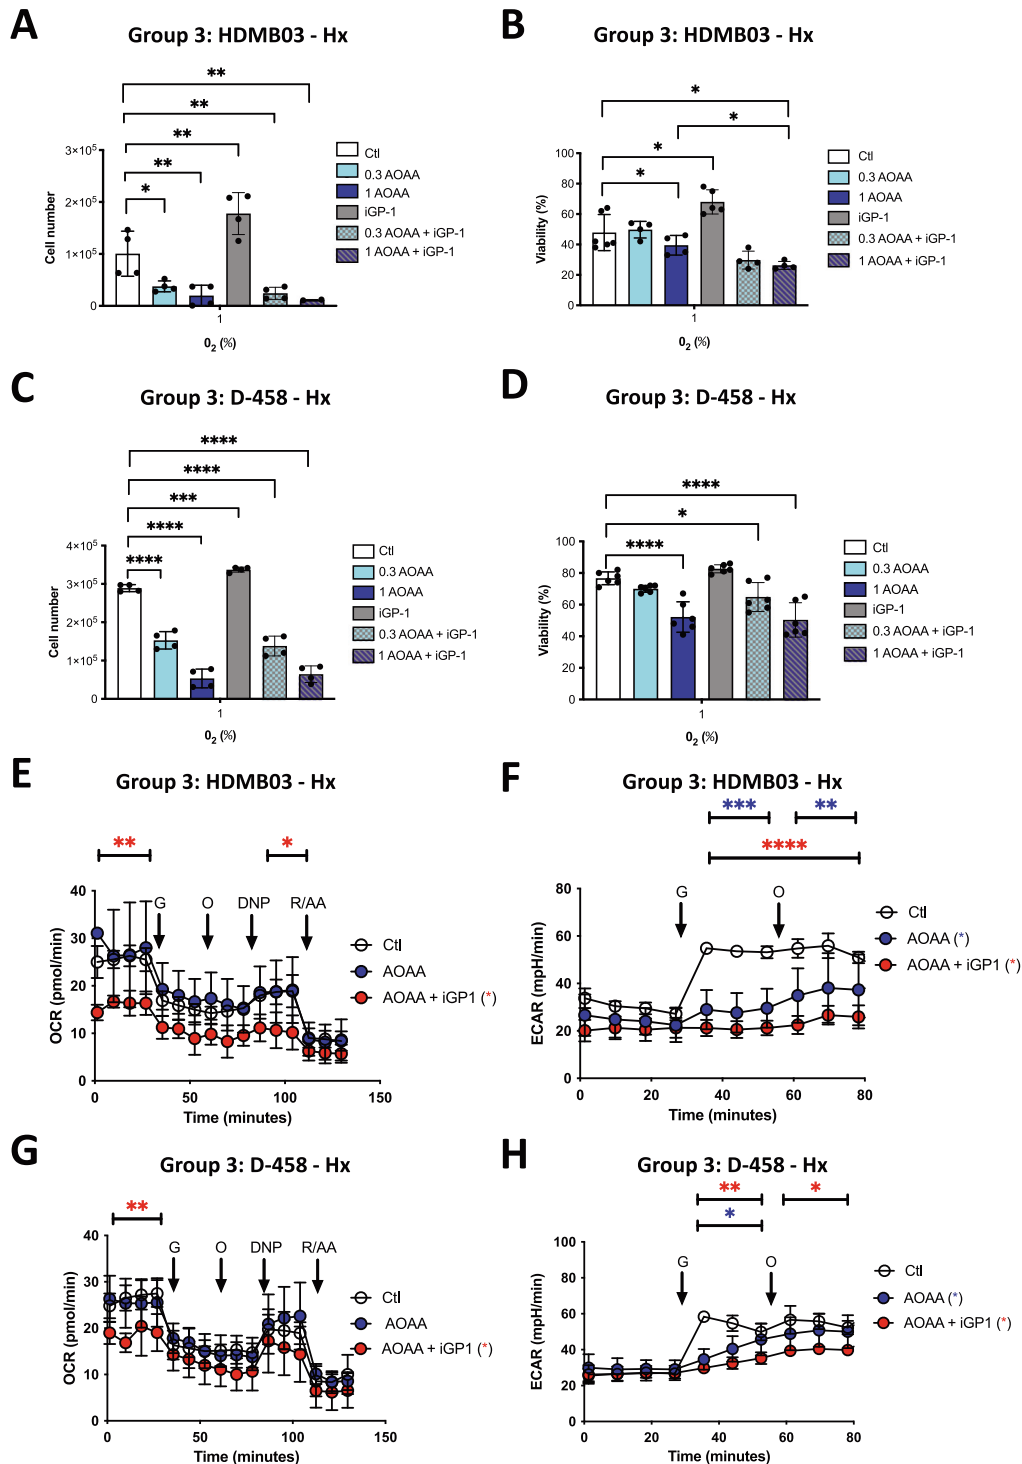 A
Group 3: HDMB03 - Hx
**
**
**
**
*
3×10⁵
2×10⁵
1×10⁵
0
Cell number
1
0₂ (%)
Ctl
0.3 AOAA
1 AOAA
iGP-1
0.3 AOAA + iGP-1
1 AOAA + iGP-1
B
Group 3: HDMB03 - Hx
*
*
*
*
100
80
60
40
20
0
Viability (%)
1
0₂ (%)
Ctl
0.3 AOAA
1 AOAA
iGP-1
0.3 AOAA + iGP-1
1 AOAA + iGP-1
C
Group 3: D-458 - Hx
****
****
***
****
****
4×10⁵
3×10⁵
2×10⁵
1×10⁵
0
Cell number
1
0₂ (%)
Ctl
0.3 AOAA
1 AOAA
iGP-1
0.3 AOAA + iGP-1
1 AOAA + iGP-1
D
Group 3: D-458 - Hx
****
*
****
100
80
60
40
20
0
Viability (%)
1
0₂ (%)
Ctl
0.3 AOAA
1 AOAA
iGP-1
0.3 AOAA + iGP-1
1 AOAA + iGP-1
E
Group 3: HDMB03 - Hx
** *
40
30
20
10
0
OCR (pmol/min)
G O DNP R/AA
0 50 100 150
Time (minutes)
Ctl
AOAA
AOAA + iGP1 (*)
F
Group 3: HDMB03 - Hx
*** **
****
80
60
40
20
0
ECAR (mpH/min)
G O
0 20 40 60 80
Time (minutes)
Ctl
AOAA (*)
AOAA + iGP1 (*)
G
Group 3: D-458 - Hx
**
40
30
20
10
0
OCR (pmol/min)
G O DNP R/AA
0 50 100 150
Time (minutes)
Ctl
AOAA
AOAA + iGP1 (*)
H
Group 3: D-458 - Hx
** *
*
100
80
60
40
20
0
ECAR (mpH/min)
G O
0 20 40 60 80
Time (minutes)
Ctl
AOAA (*)
AOAA + iGP1 (*)